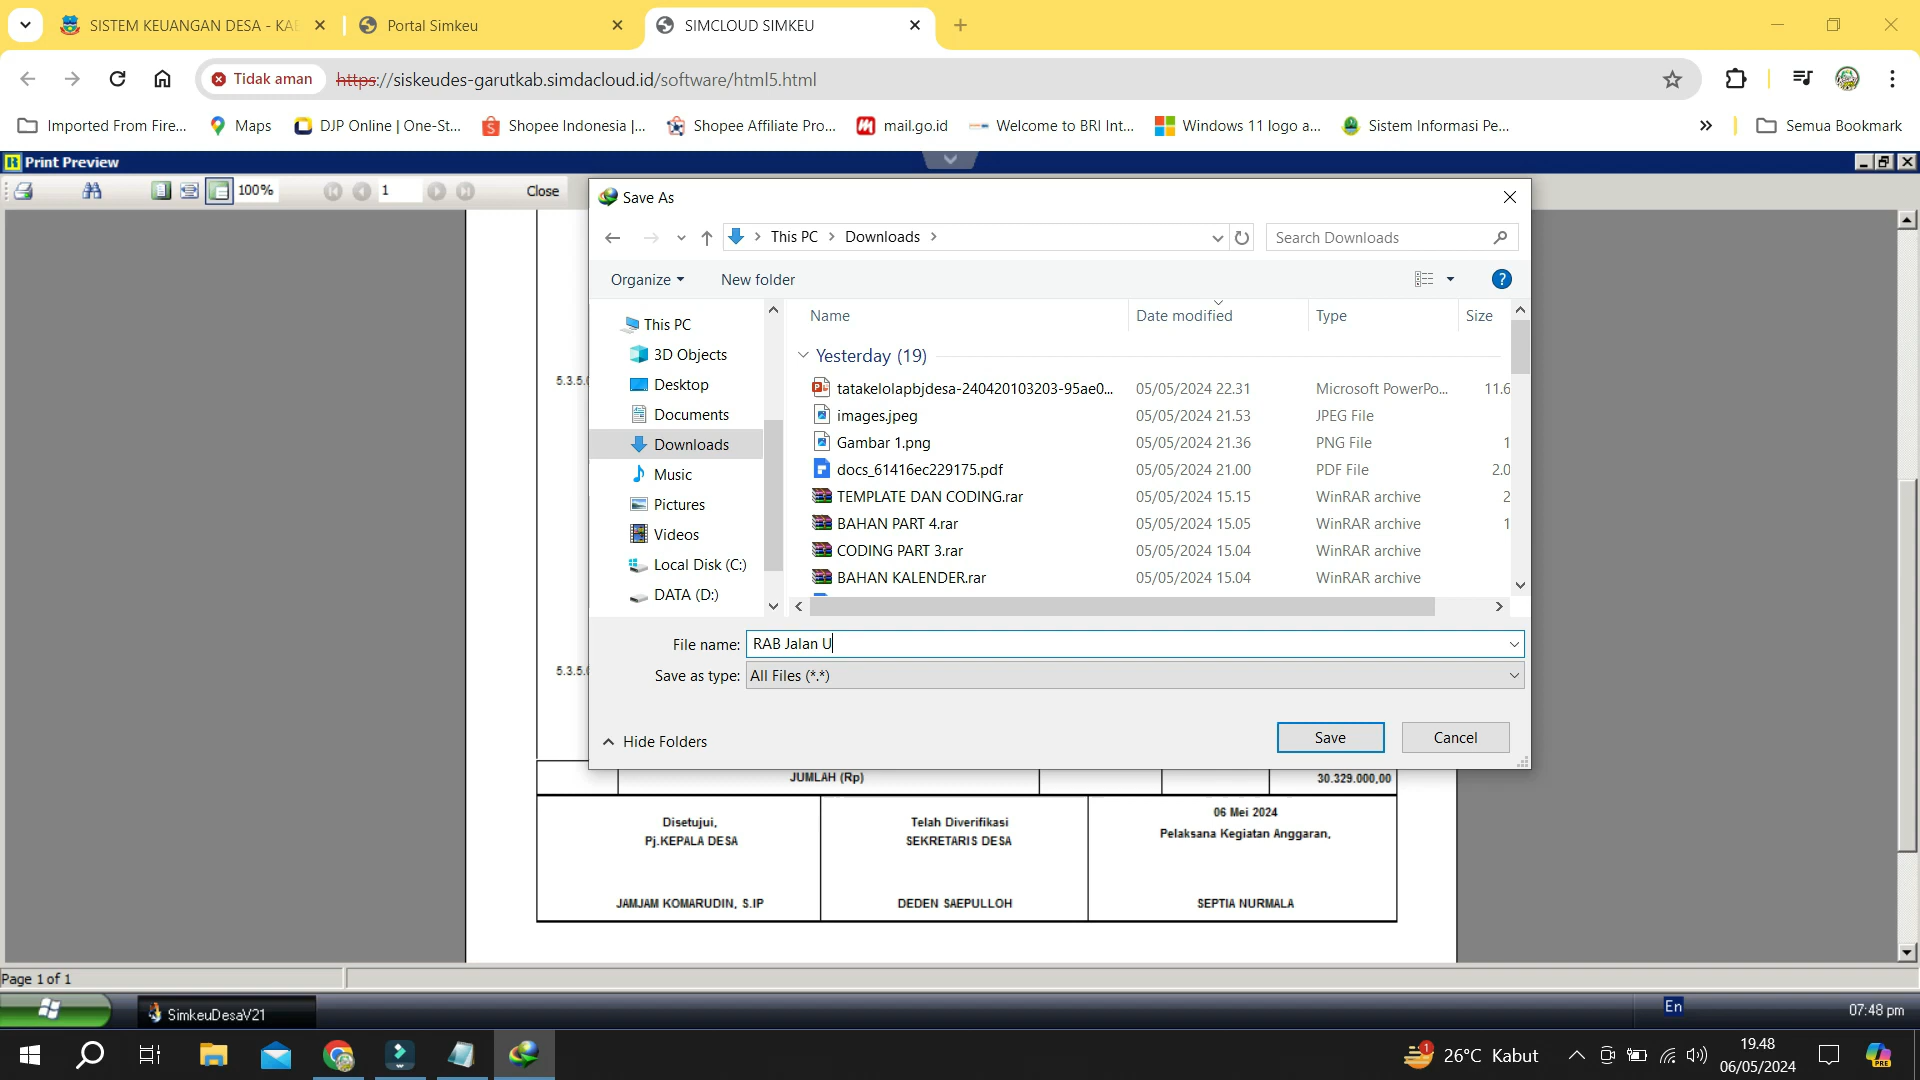 SISTEM KEUANGAN DESA - KAB
Portal Simkeu
SIMCLOUD SIMKEU
Tidak aman
https://siskeudes-garutkab.simdacloud.id/software/html5.html
Imported From Fire...
Maps
DJP Online | One-St...
Shopee Indonesia |...
Shopee Affiliate Pro...
mail.go.id
Welcome to BRI Int...
Windows 11 logo a...
Sistem Informasi Pe...
Semua Bookmark
Print Preview
100%
1
Close
Save As
This PC
Downloads
Search Downloads
Organize
New folder
This PC
3D Objects
Desktop
Documents
Downloads
Music
Pictures
Videos
Local Disk (C:)
DATA (D:)
Name Date modified Type Size
Yesterday (19)
tatakelolapbjdesa-240420103203-95ae0... 05/05/2024 22.31 Microsoft PowerPo... 11.6
images.jpeg 05/05/2024 21.53 JPEG File
Gambar 1.png 05/05/2024 21.36 PNG File 1
docs_61416ec229175.pdf 05/05/2024 21.00 PDF File 2.0
TEMPLATE DAN CODING.rar 05/05/2024 15.15 WinRAR archive 2
BAHAN PART 4.rar 05/05/2024 15.05 WinRAR archive 1
CODING PART 3.rar 05/05/2024 15.04 WinRAR archive
BAHAN KALENDER.rar 05/05/2024 15.04 WinRAR archive
File name: RAB Jalan U
Save as type: All Files (*.*)
Hide Folders
Save
Cancel
5.3.5.0
5.3.5.
JUMLAH (Rp) 30.329.000,00
Disetujui,
Pj.KEPALA DESA
JAMJAM KOMARUDIN, S.IP
Telah Diverifikasi
SEKRETARIS DESA
DEDEN SAEPULLOH
06 Mei 2024
Pelaksana Kegiatan Anggaran,
SEPTIA NURMALA
Page 1 of 1
SimkeuDesaV21
En
07:48 pm
1
26°C Kabut
19.48
06/05/2024
PRE